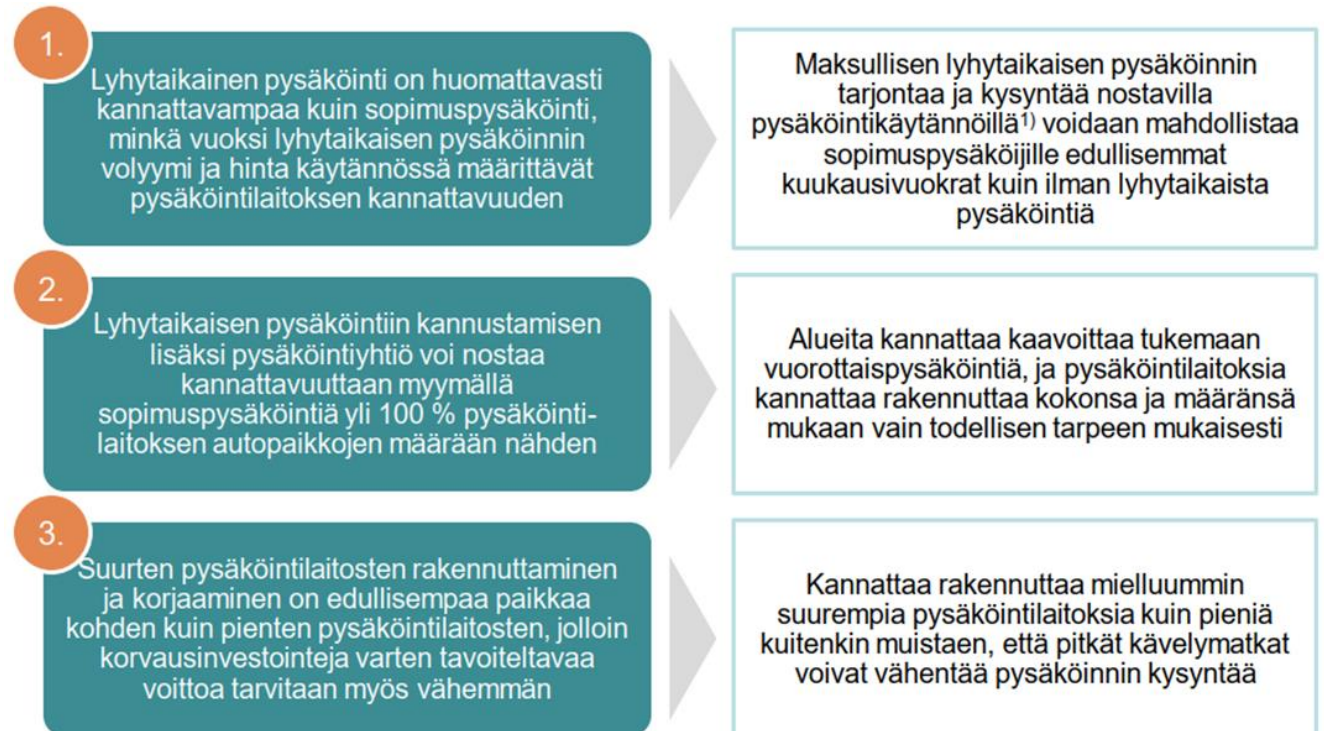 1.
Lyhytaikainen pysäköinti on huomattavasti
kannattavampaa kuin sopimuspysäköinti,
minkä vuoksi lyhytaikaisen pysäköinnin
volyymi ja hinta käytännössä määrittävät
pysäköintilaitoksen kannattavuuden
Maksullisen lyhytaikaisen pysäköinnin
tarjontaa ja kysyntää nostavilla
pysäköintikäytännöillä¹⁾ voidaan mahdollistaa
sopimuspysäköijille edullisemmat
kuukausivuokrat kuin ilman lyhytaikaista
pysäköintiä
2.
Lyhytaikaisen pysäköintiin kannustamisen
lisäksi pysäköintiyhtiö voi nostaa
kannattavuuttaan myymällä
sopimuspysäköintiä yli 100 % pysäköinti-
laitoksen autopaikkojen määrään nähden
Alueita kannattaa kaavoittaa tukemaan
vuorottaispysäköintiä, ja pysäköintilaitoksia
kannattaa rakennuttaa kokonsa ja määränsä
mukaan vain todellisen tarpeen mukaisesti
3.
Suurten pysäköintilaitosten rakennuttaminen
ja korjaaminen on edullisempaa paikkaa
kohden kuin pienten pysäköintilaitosten, jolloin
korvausinvestointeja varten tavoiteltavaa
voittoa tarvitaan myös vähemmän
Kannattaa rakennuttaa mielluummin
suurempia pysäköintilaitoksia kuin pieniä
kuitenkin muistaen, että pitkät kävelymatkat
voivat vähentää pysäköinnin kysyntää